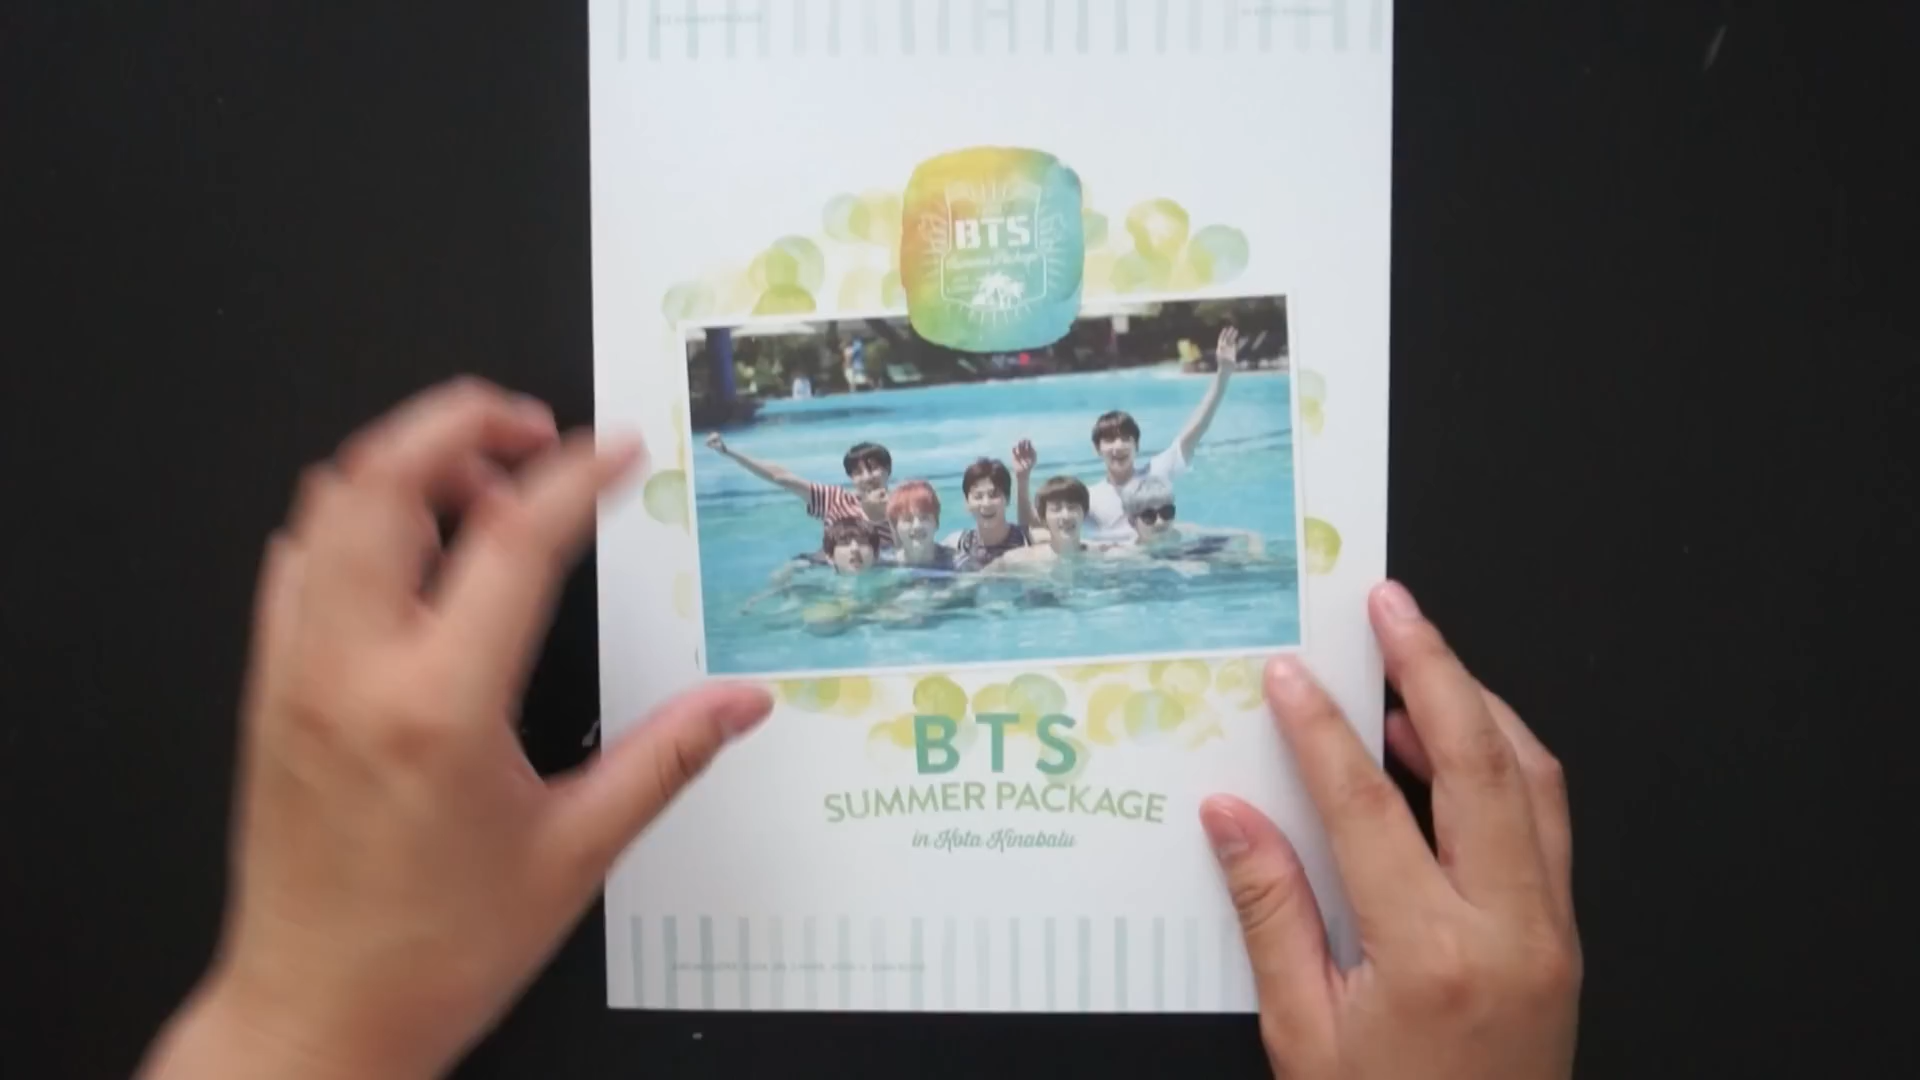 BTS
Summer Package
BTS
SUMMER PACKAGE
in Kota Kinabalu